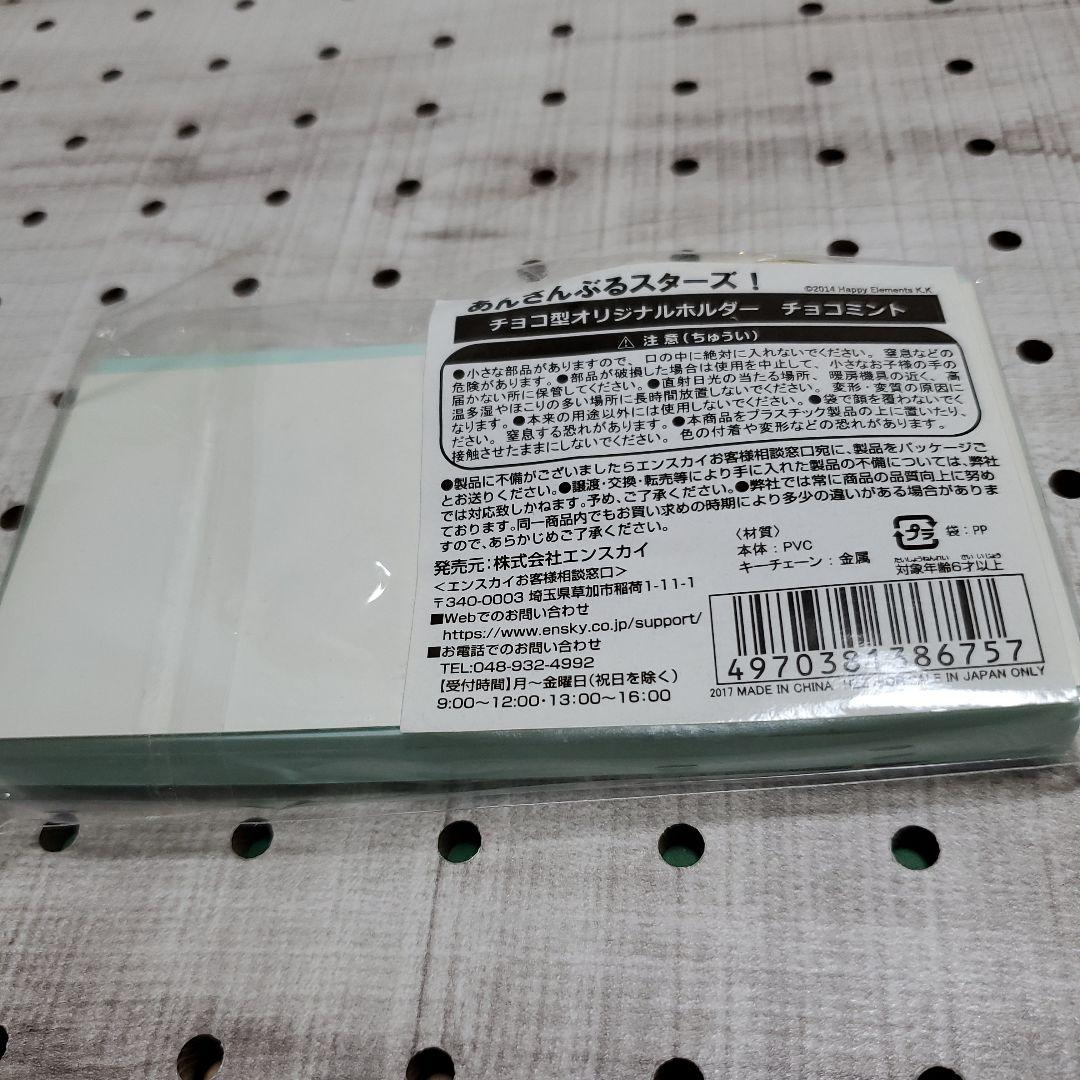 あんさんぶるスターズ！
©2014 Happy Elements K.K
チョコ型オリジナルホルダー　チョコミント
⚠ 注意(ちゅうい)
●小さな部品がありますので、口の中に絶対に入れないでください。窒息などの
危険があります。●部品が破損した場合は使用を中止して、小さなお子様の手の
届かない所に保管してください。●直射日光の当たる場所、暖房機具の近く、高
温多湿やほこりの多い場所に長時間放置しないでください。変形・変質の原因に
なります。●本来の用途以外には使用しないでください。●袋で顔を覆わないでく
ださい。窒息する恐れがあります。●本商品をプラスチック製品の上に置いたり、
接触させたままにしないでください。色の付着や変形などの恐れがあります。
●製品に不備がございましたらエンスカイお客様相談窓口宛に、製品をパッケージご
とお送りください。●譲渡・交換・転売等により手に入れた製品の不備については、弊社
では対応致しかねます。予め、ご了承ください。●弊社では常に商品の品質向上に努め
ております。同一商品内でもお買い求めの時期により多少の違いがある場合がありま
すので、あらかじめご了承ください。
発売元：株式会社エンスカイ
＜エンスカイお客様相談窓口＞
〒340-0003 埼玉県草加市稲荷1-11-1
■Webでのお問い合わせ
https://www.ensky.co.jp/support/
■お電話でのお問い合わせ
TEL:048-932-4992
【受付時間】月～金曜日(祝日を除く)
9:00～12:00・13:00～16:00
〈材質〉
本体：PVC
キーチェーン：金属
プラ
袋：PP
たいしょうねんれい さい いじょう
対象年齢6才以上
4970381386757
2017 MADE IN CHINA SALE IN JAPAN ONLY